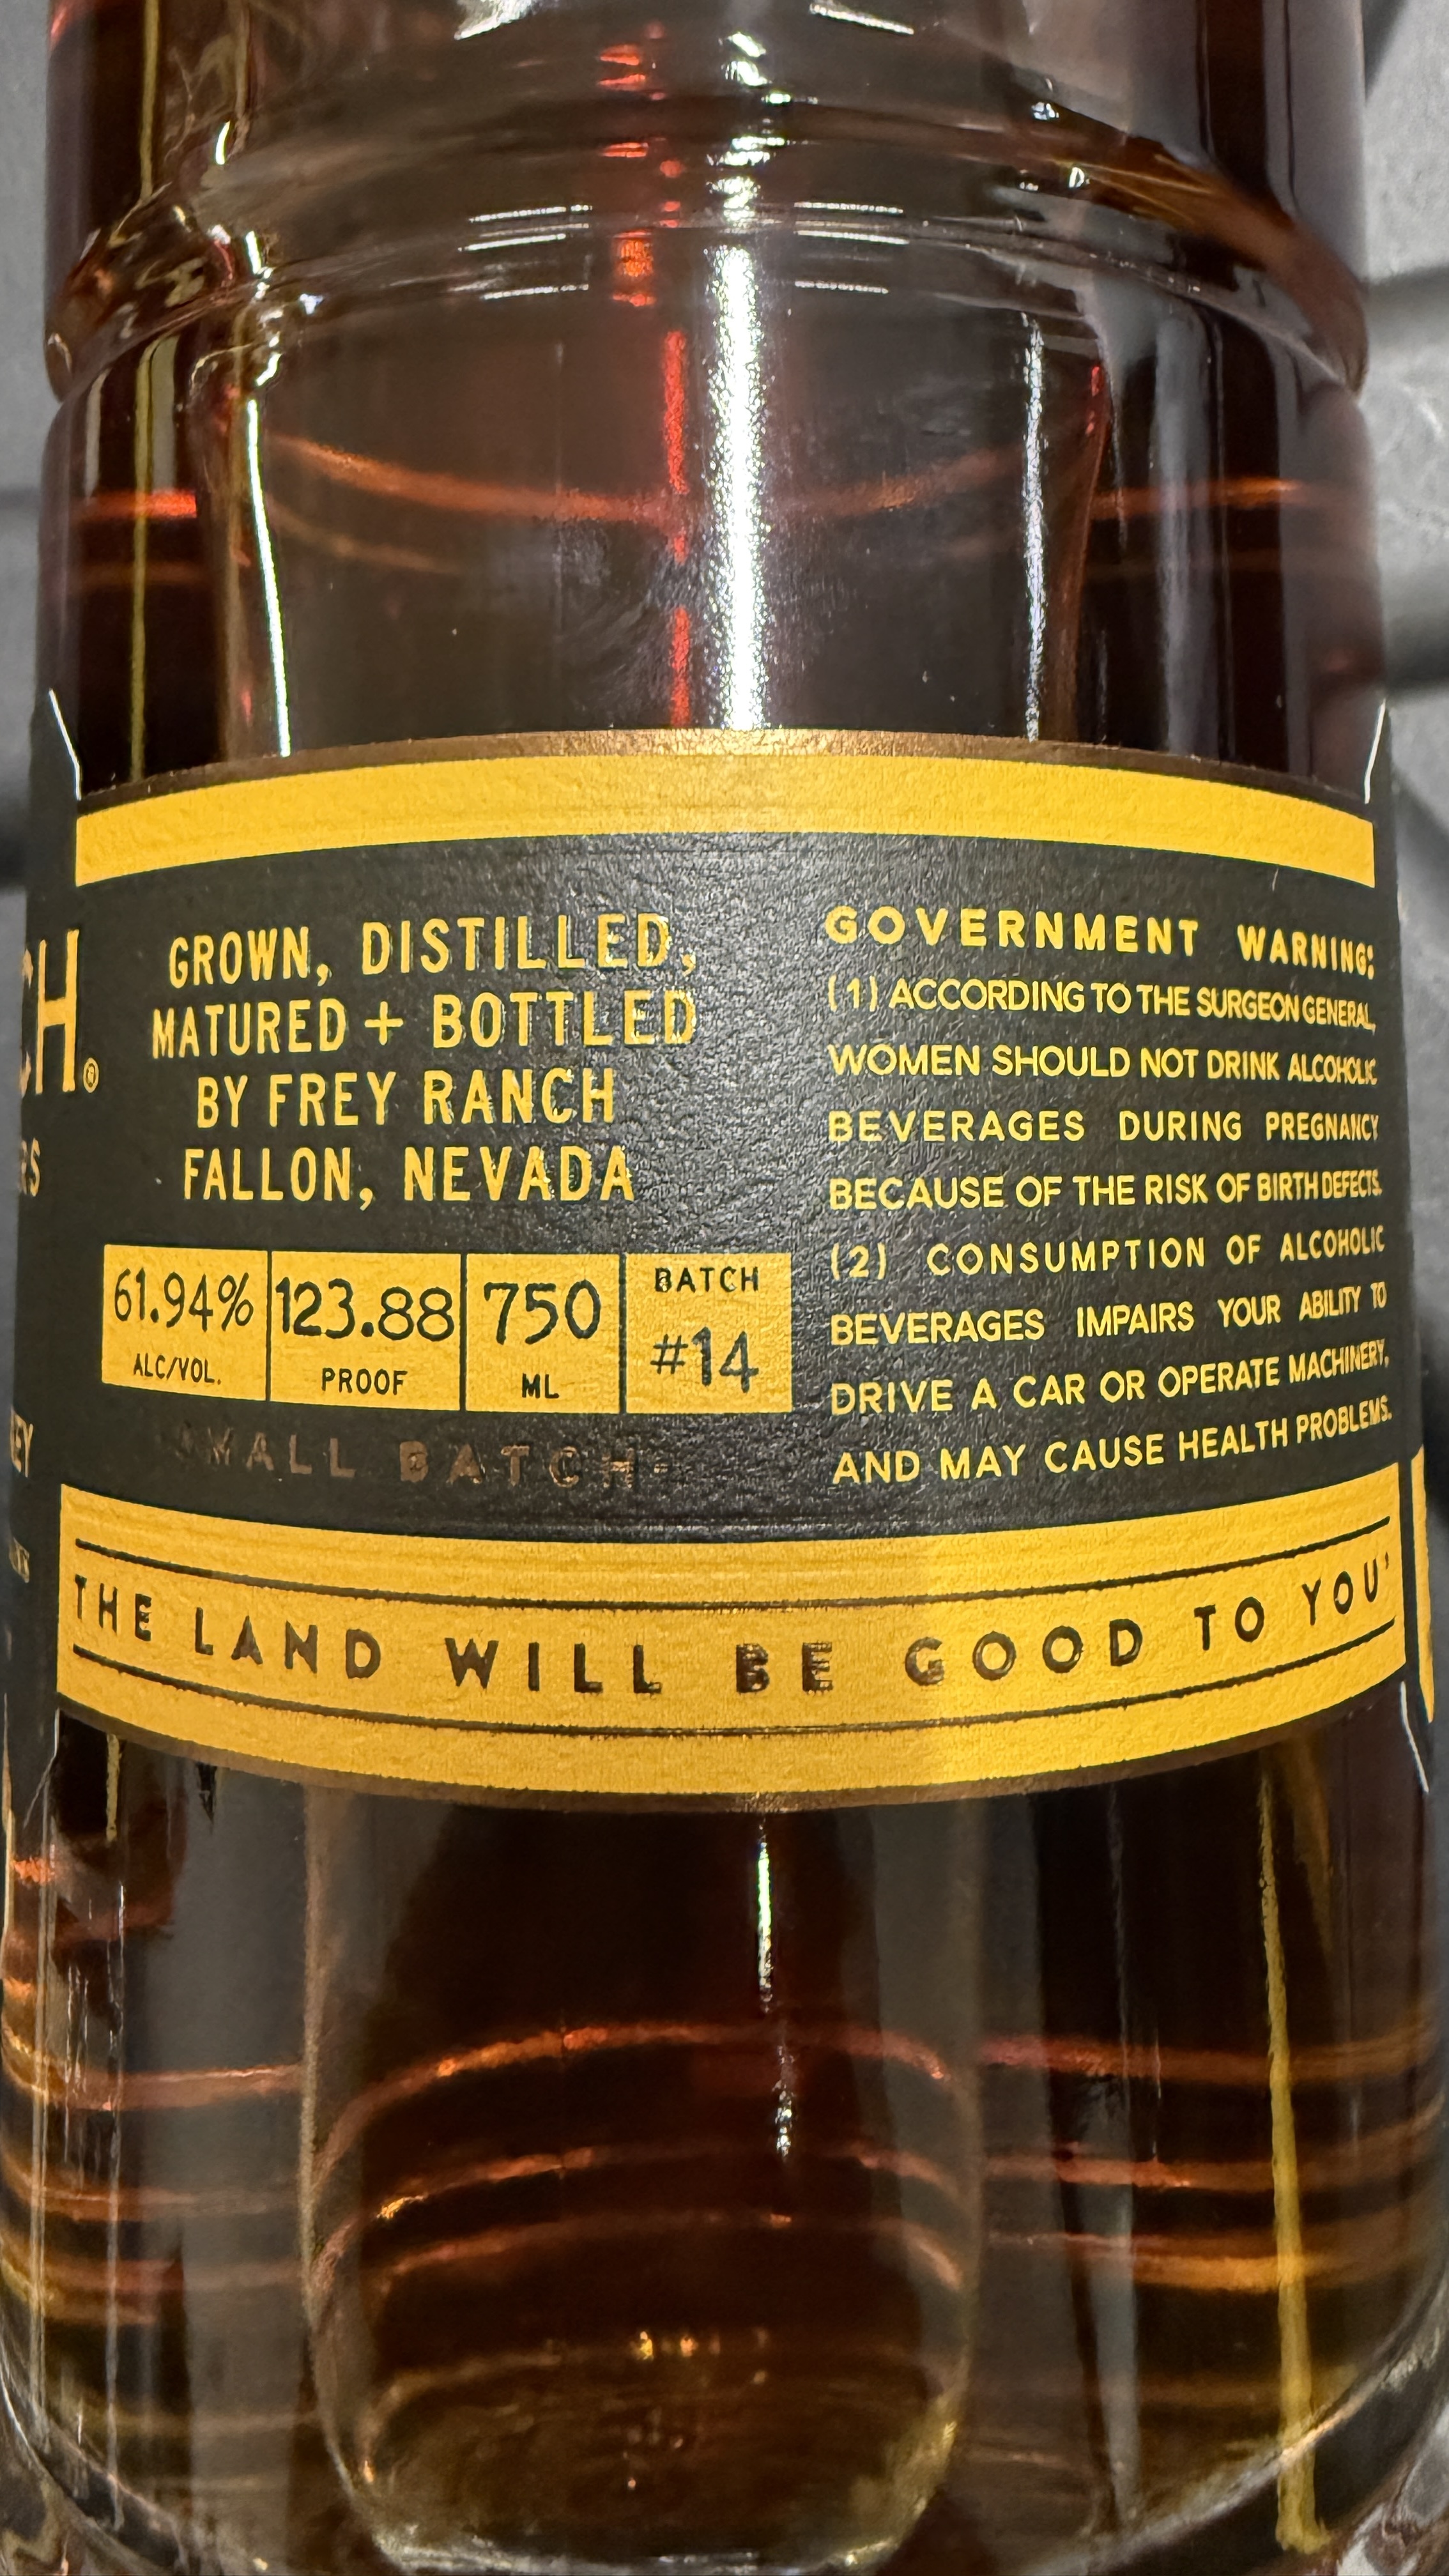 GROWN, DISTILLED,
MATURED + BOTTLED
BY FREY RANCH
FALLON, NEVADA
61.94%
ALC/VOL.
123.88
PROOF
750
ML
BATCH
#14
SMALL BATCH
GOVERNMENT WARNING:
(1) ACCORDING TO THE SURGEON GENERAL,
WOMEN SHOULD NOT DRINK ALCOHOLIC
BEVERAGES DURING PREGNANCY
BECAUSE OF THE RISK OF BIRTH DEFECTS.
(2) CONSUMPTION OF ALCOHOLIC
BEVERAGES IMPAIRS YOUR ABILITY TO
DRIVE A CAR OR OPERATE MACHINERY,
AND MAY CAUSE HEALTH PROBLEMS.
THE LAND WILL BE GOOD TO YOU'